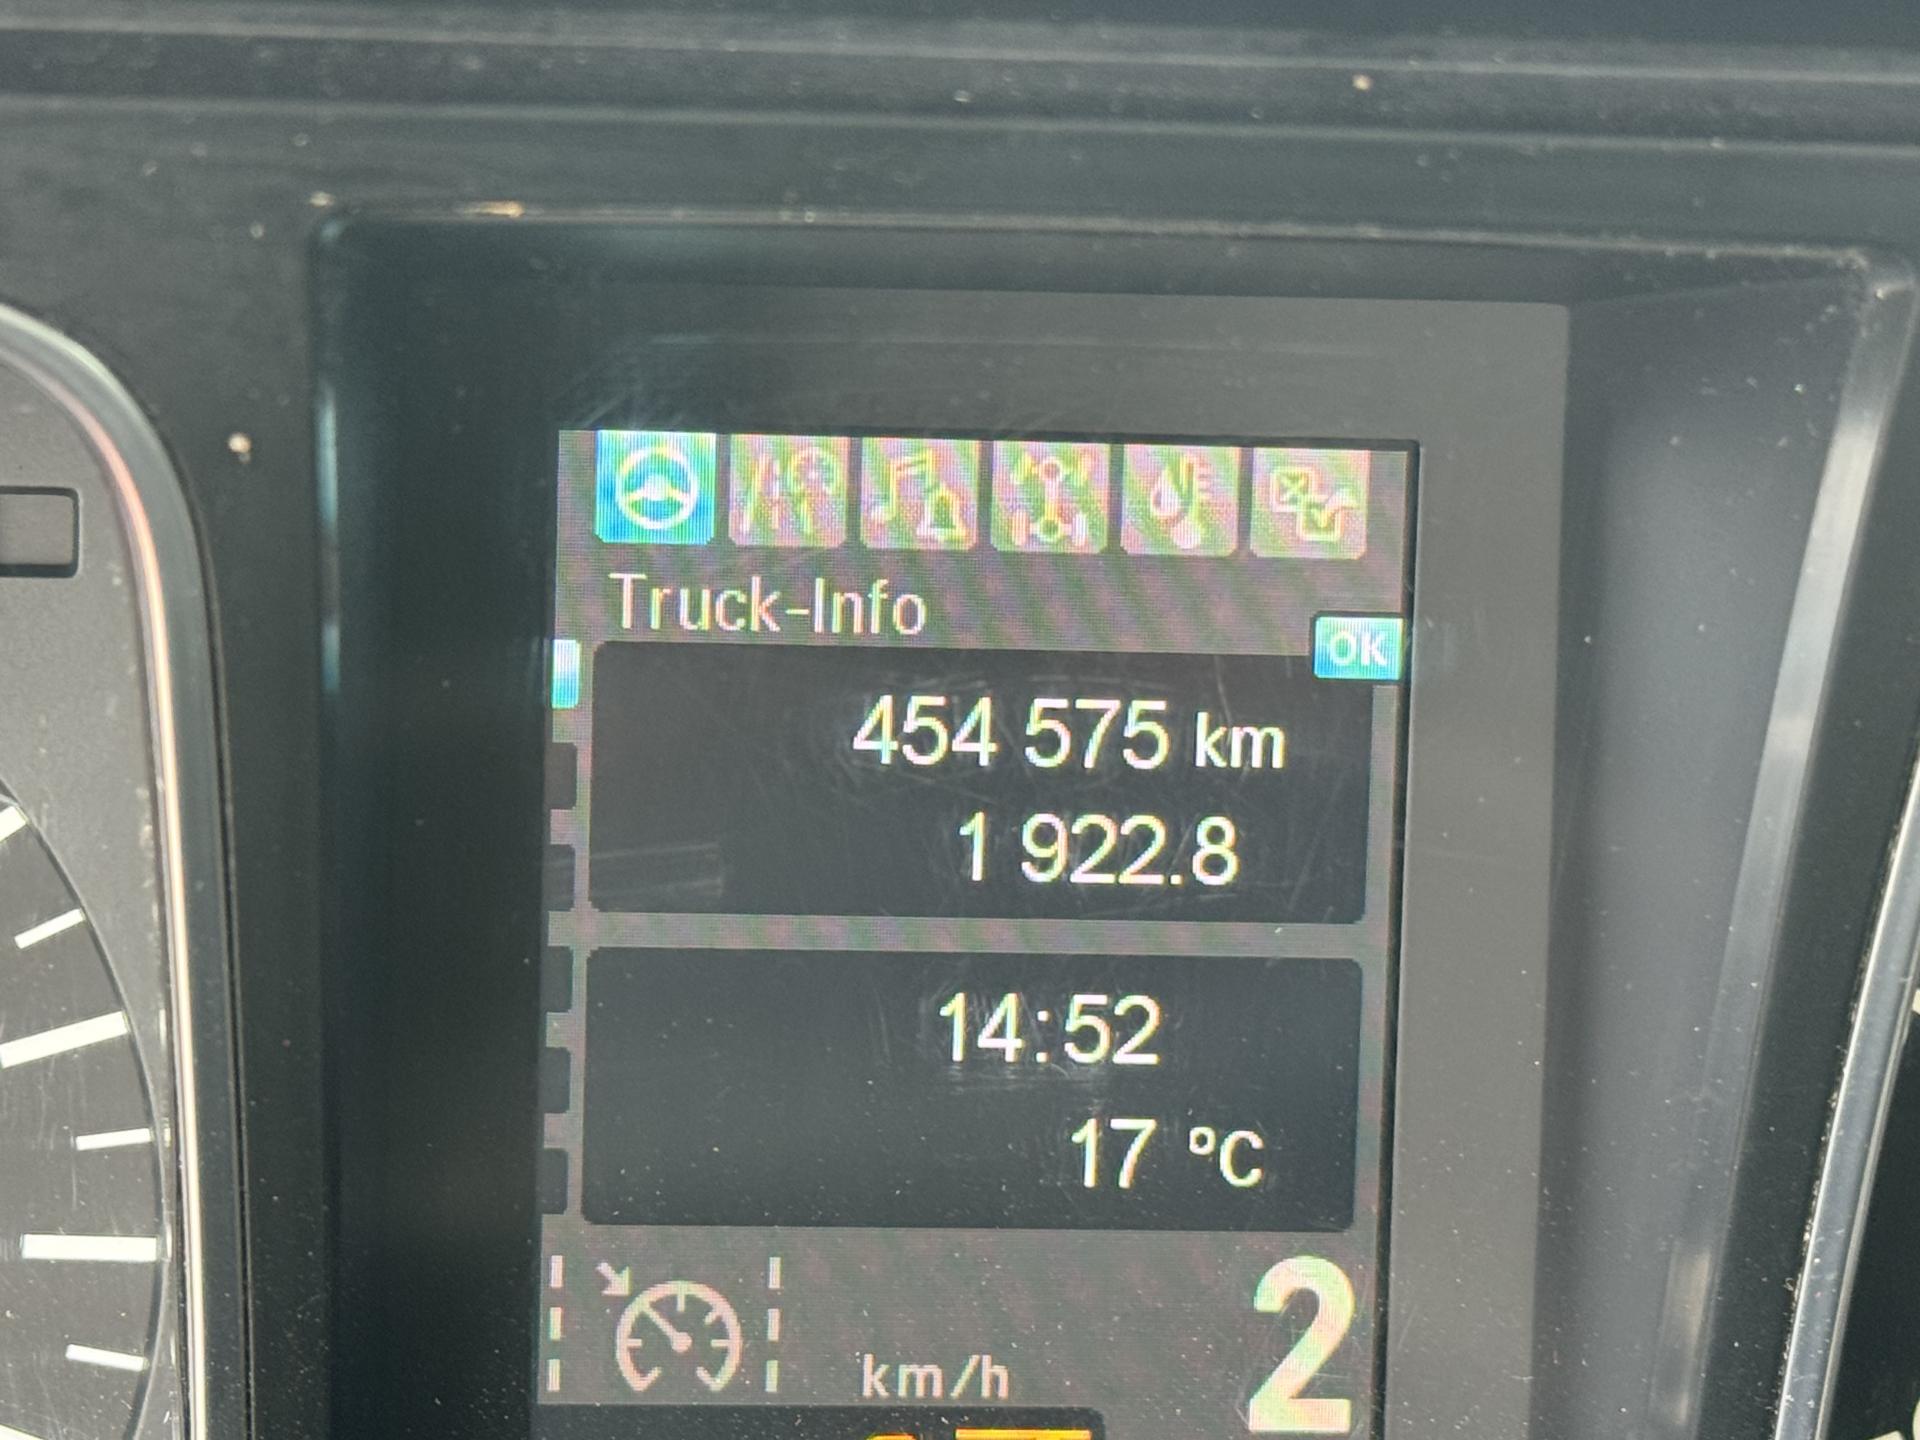 Truck-Info
OK
454 575 km
1 922.8
14:52
17 °C
km/h
2